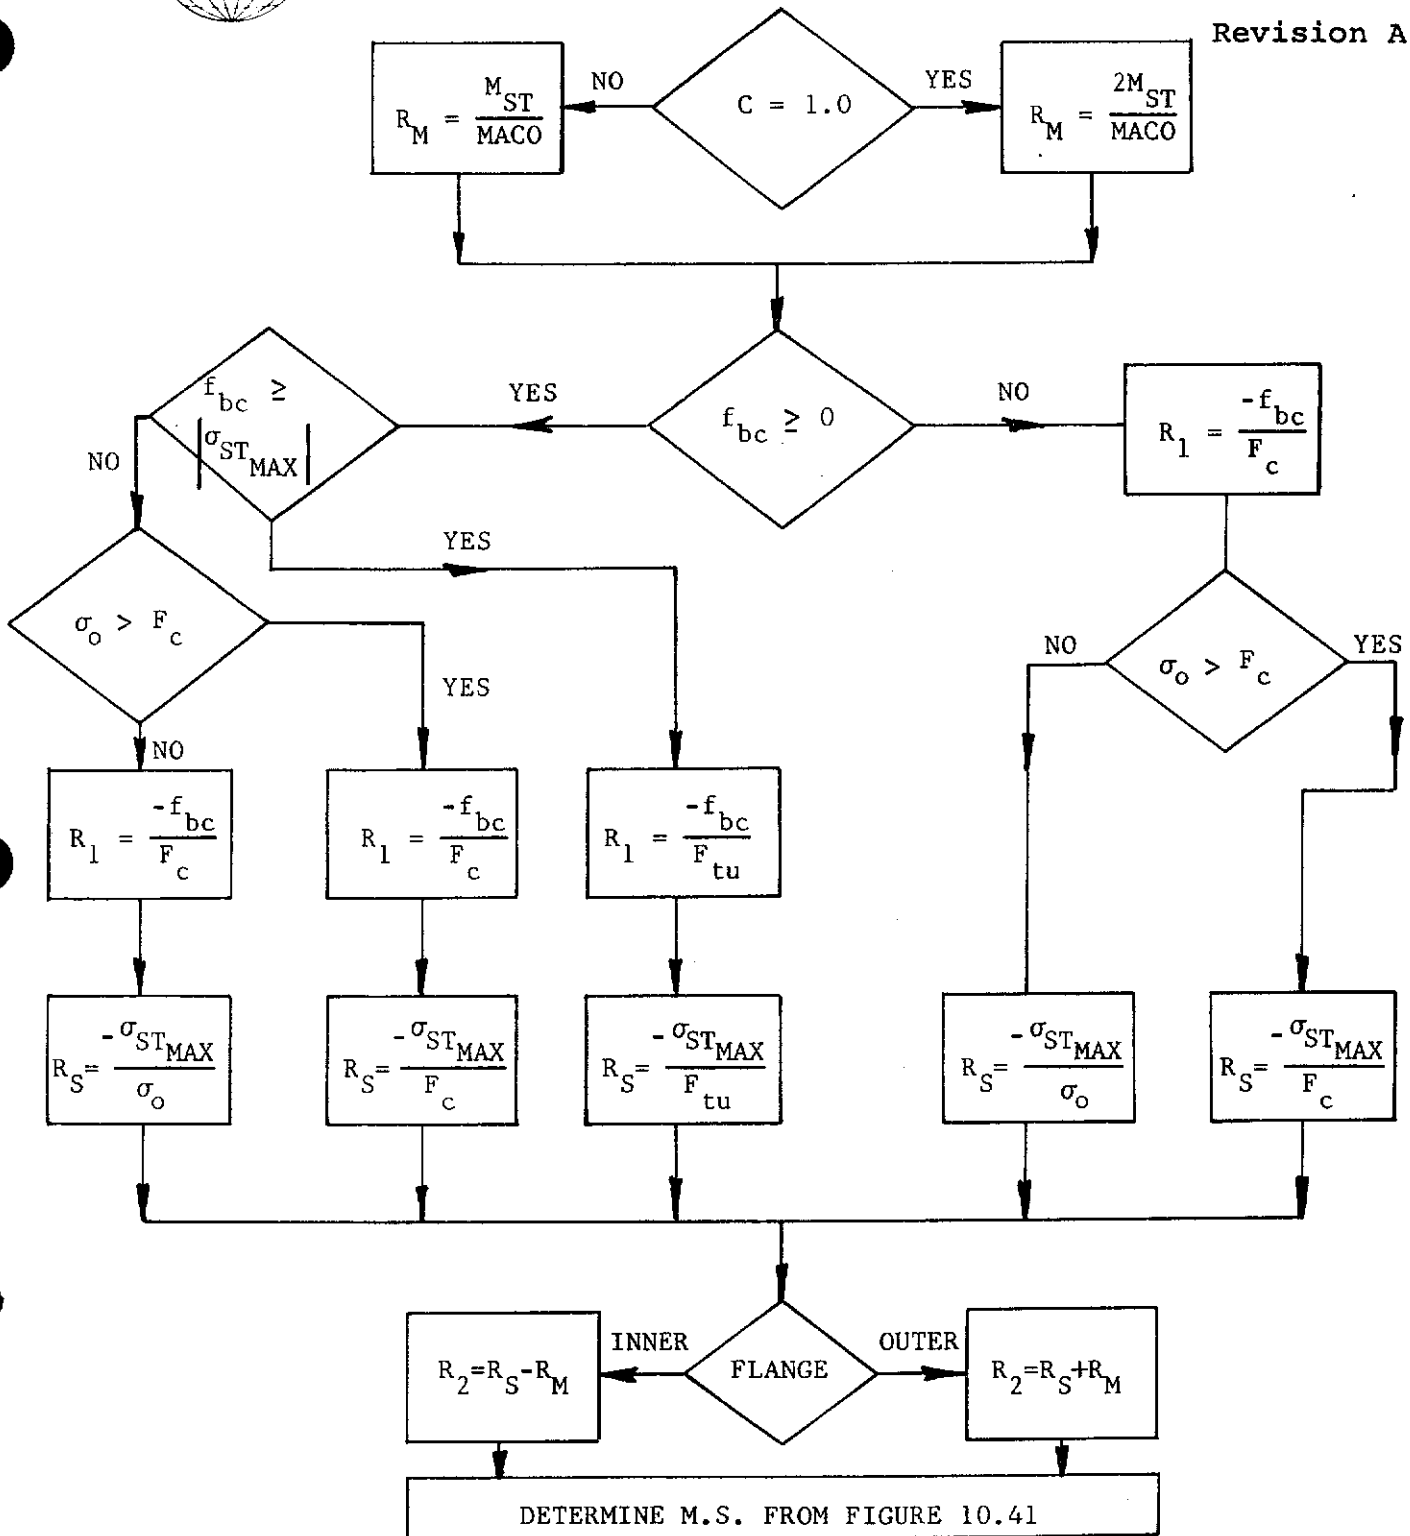 Revision A
R_M = M_ST / MACO
NO
C = 1.0
YES
R_M = 2M_ST / MACO
f_bc ≥ |σ_ST_MAX|
YES
f_bc ≥ 0
NO
R_1 = -f_bc / F_c
NO
YES
σ_o > F_c
YES
NO
NO
σ_o > F_c
YES
R_1 = -f_bc / F_c
R_1 = -f_bc / F_c
R_1 = -f_bc / F_tu
R_S= -σ_ST_MAX / σ_o
R_S= -σ_ST_MAX / F_c
R_S= -σ_ST_MAX / F_tu
R_S= -σ_ST_MAX / σ_o
R_S= -σ_ST_MAX / F_c
R_2=R_S-R_M
INNER
FLANGE
OUTER
R_2=R_S+R_M
DETERMINE M.S. FROM FIGURE 10.41